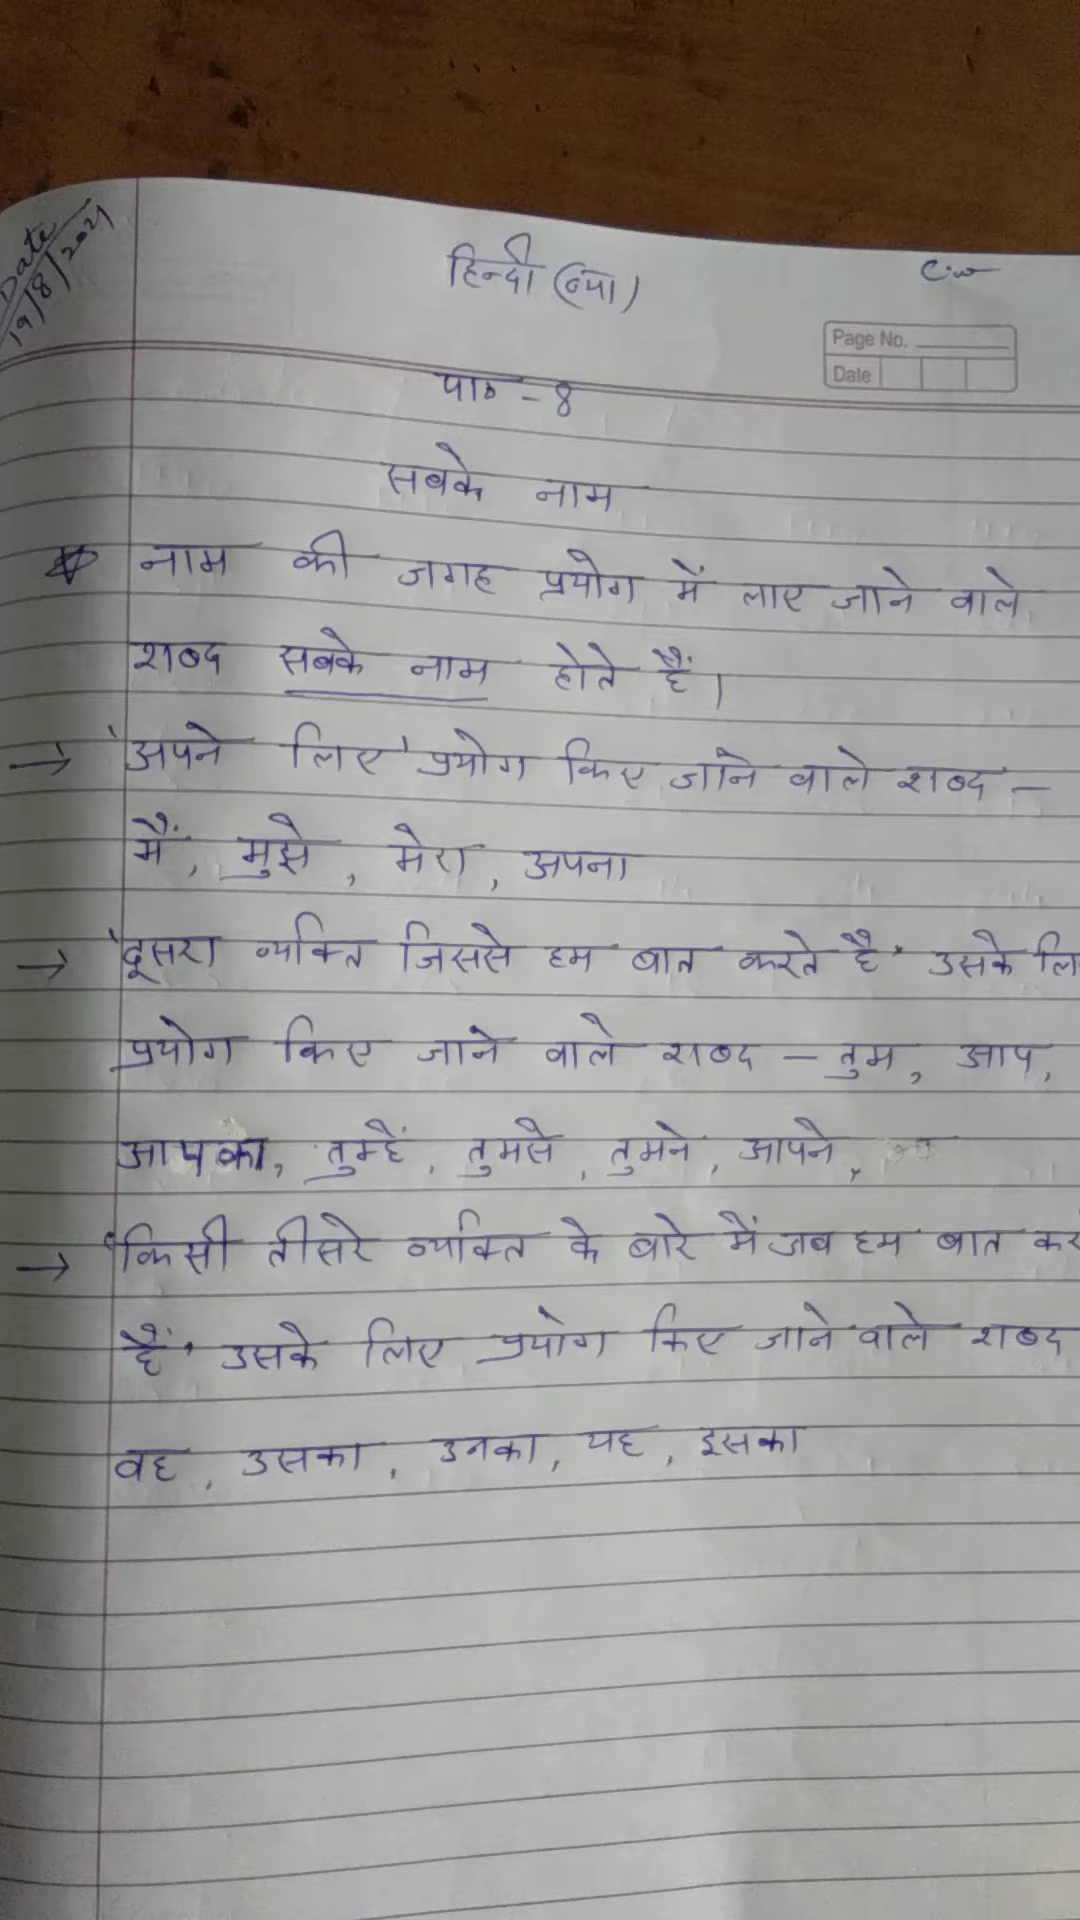 Date
19/8/2021
हिन्दी (व्या)
C.w
Page No.
Date
पाठ - 8
सबके नाम
नाम की जगह प्रयोग में लाए जाने वाले
शब्द सबके नाम होते हैं।
→ 'अपने लिए' प्रयोग किए जाने वाले शब्द -
मैं, मुझे, मेरा, अपना
→ 'दूसरा व्यक्ति जिससे हम बात करते है' उसके लि
प्रयोग किए जाने वाले शब्द - तुम, आप,
आपका, तुम्हें, तुमसे, तुमने, आपने,
→ 'किसी तीसरे व्यक्ति के बारे में जब हम बात कर
हैं' उसके लिए प्रयोग किए जाने वाले शब्द
वह, उसका, उनका, यह, इसका